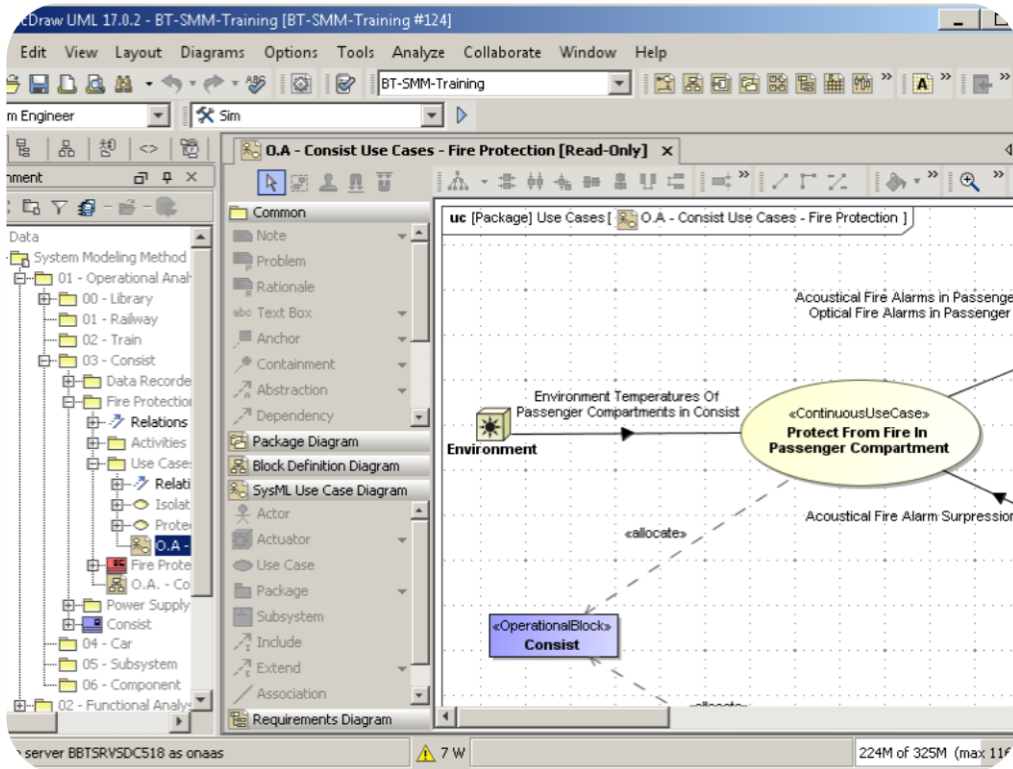 Draw UML 17.0.2 - BT-SMM-Training [BT-SMM-Training #124]
Edit View Layout Diagrams Options Tools Analyze Collaborate Window Help
BT-SMM-Training
m Engineer
Sim
O.A - Consist Use Cases - Fire Protection [Read-Only]
nment
Data
System Modeling Method
01 - Operational Anal
00 - Library
01 - Railway
02 - Train
03 - Consist
Data Recorde
Fire Protection
Relations
Activities
Use Case
Relati
Isolat
Prote
O.A -
Fire Prote
O.A. - Co
Power Supply
Consist
04 - Car
05 - Subsystem
06 - Component
02 - Functional Analy
Common
Note
Problem
Rationale
abc Text Box
Anchor
Containment
Abstraction
Dependency
Package Diagram
Block Definition Diagram
SysML Use Case Diagram
Actor
Actuator
Use Case
Package
Subsystem
Include
Extend
Association
Requirements Diagram
uc [Package] Use Cases [ O.A - Consist Use Cases - Fire Protection ]
Acoustical Fire Alarms in Passenge
Optical Fire Alarms in Passenger
Environment Temperatures Of
Passenger Compartments in Consist
Environment
«ContinuousUseCase»
Protect From Fire In
Passenger Compartment
Acoustical Fire Alarm Surpression
«allocate»
«OperationalBlock»
Consist
«allocate»
server BBTSRVSDC518 as onaas
7 W
224M of 325M (max 116